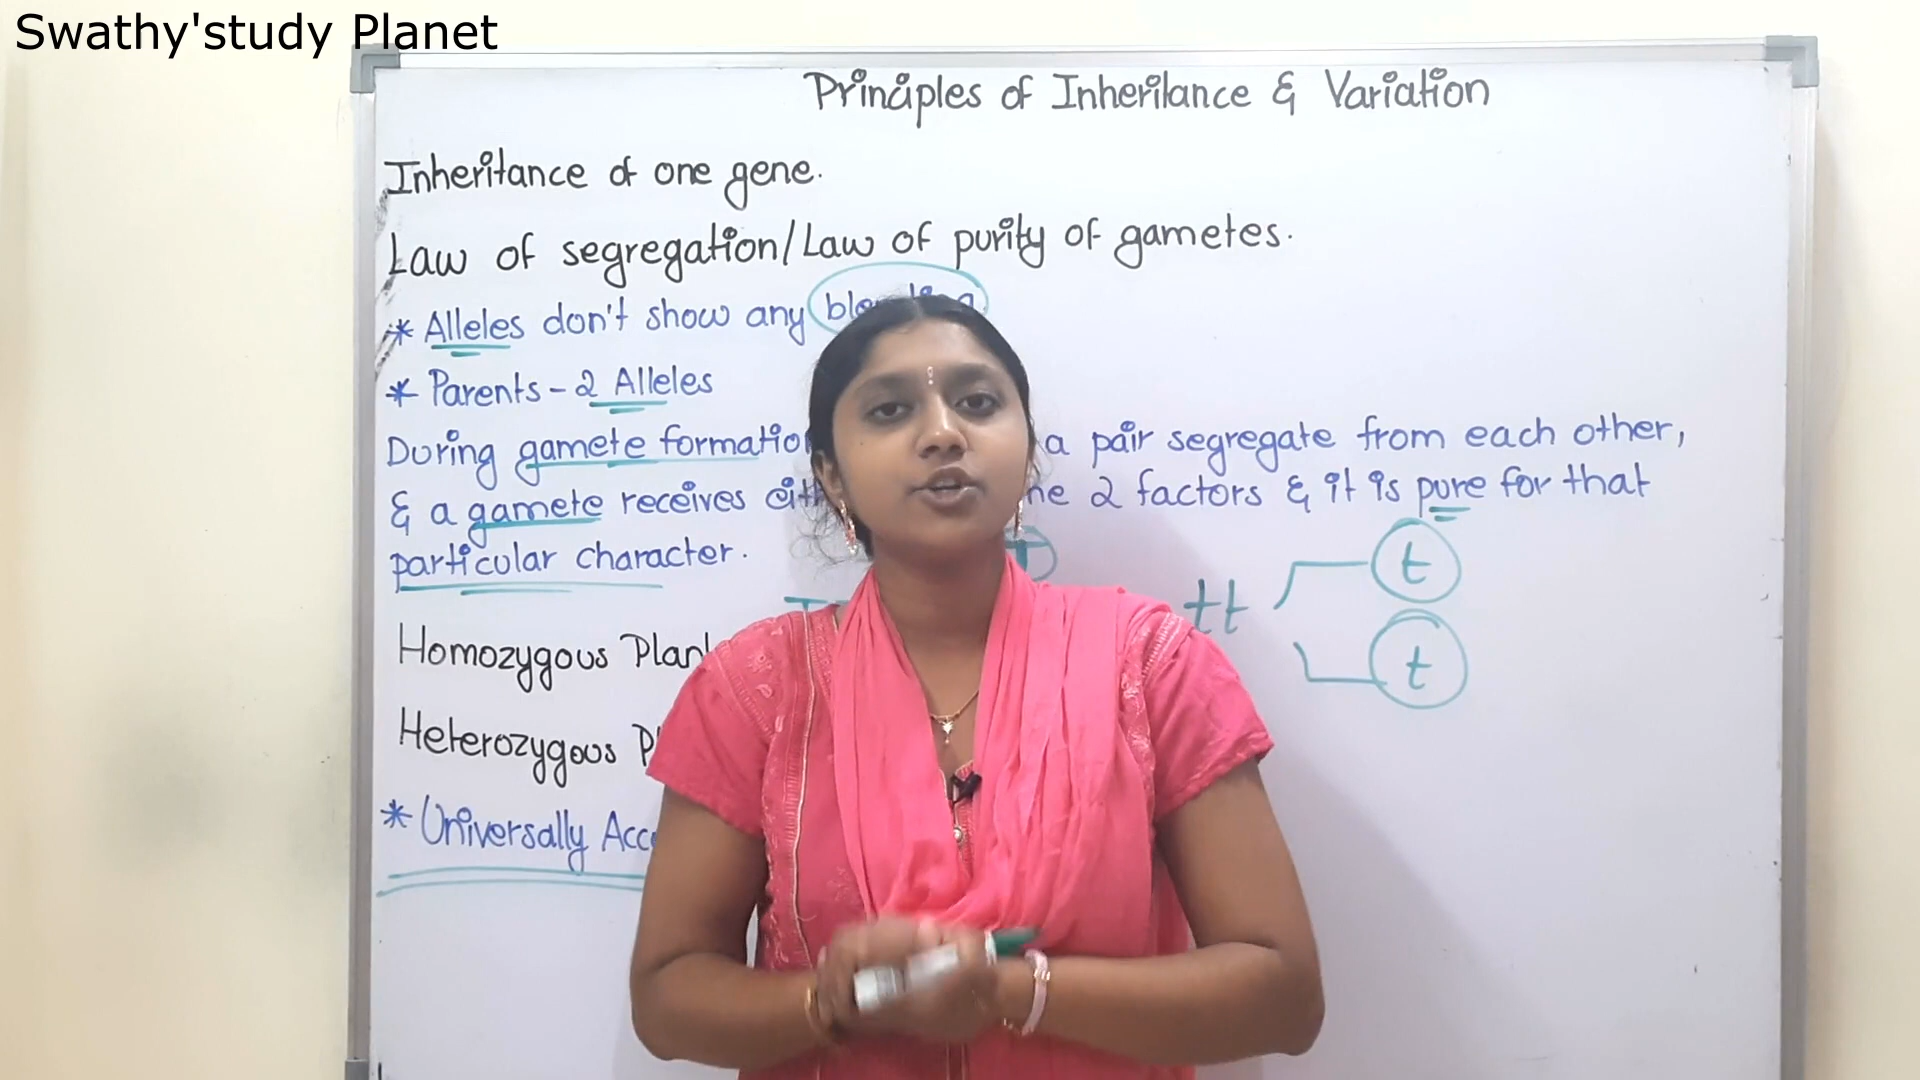 Swathy'study Planet
Principles of Inheritance & Variation
Inheritance of one gene.
Law of segregation/Law of purity of gametes.
* Alleles don't show any
* Parents - 2 Alleles
During gamete formation a pair segregate from each other,
& a gamete receives 2 factors & it is pure for that
particular character.
T
tt t
t
Homozygous Plant
Heterozygous
* Universally